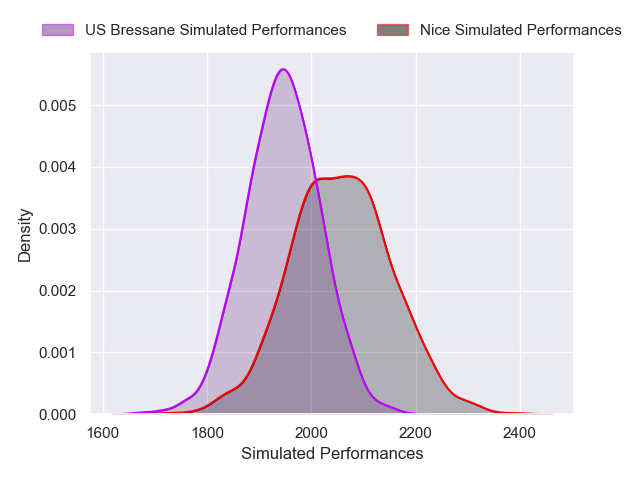 US Bressane Simulated Performances
Nice Simulated Performances
Density
0.005
0.004
0.003
0.002
0.001
0.000
1600 1800 2000 2200 2400
Simulated Performances